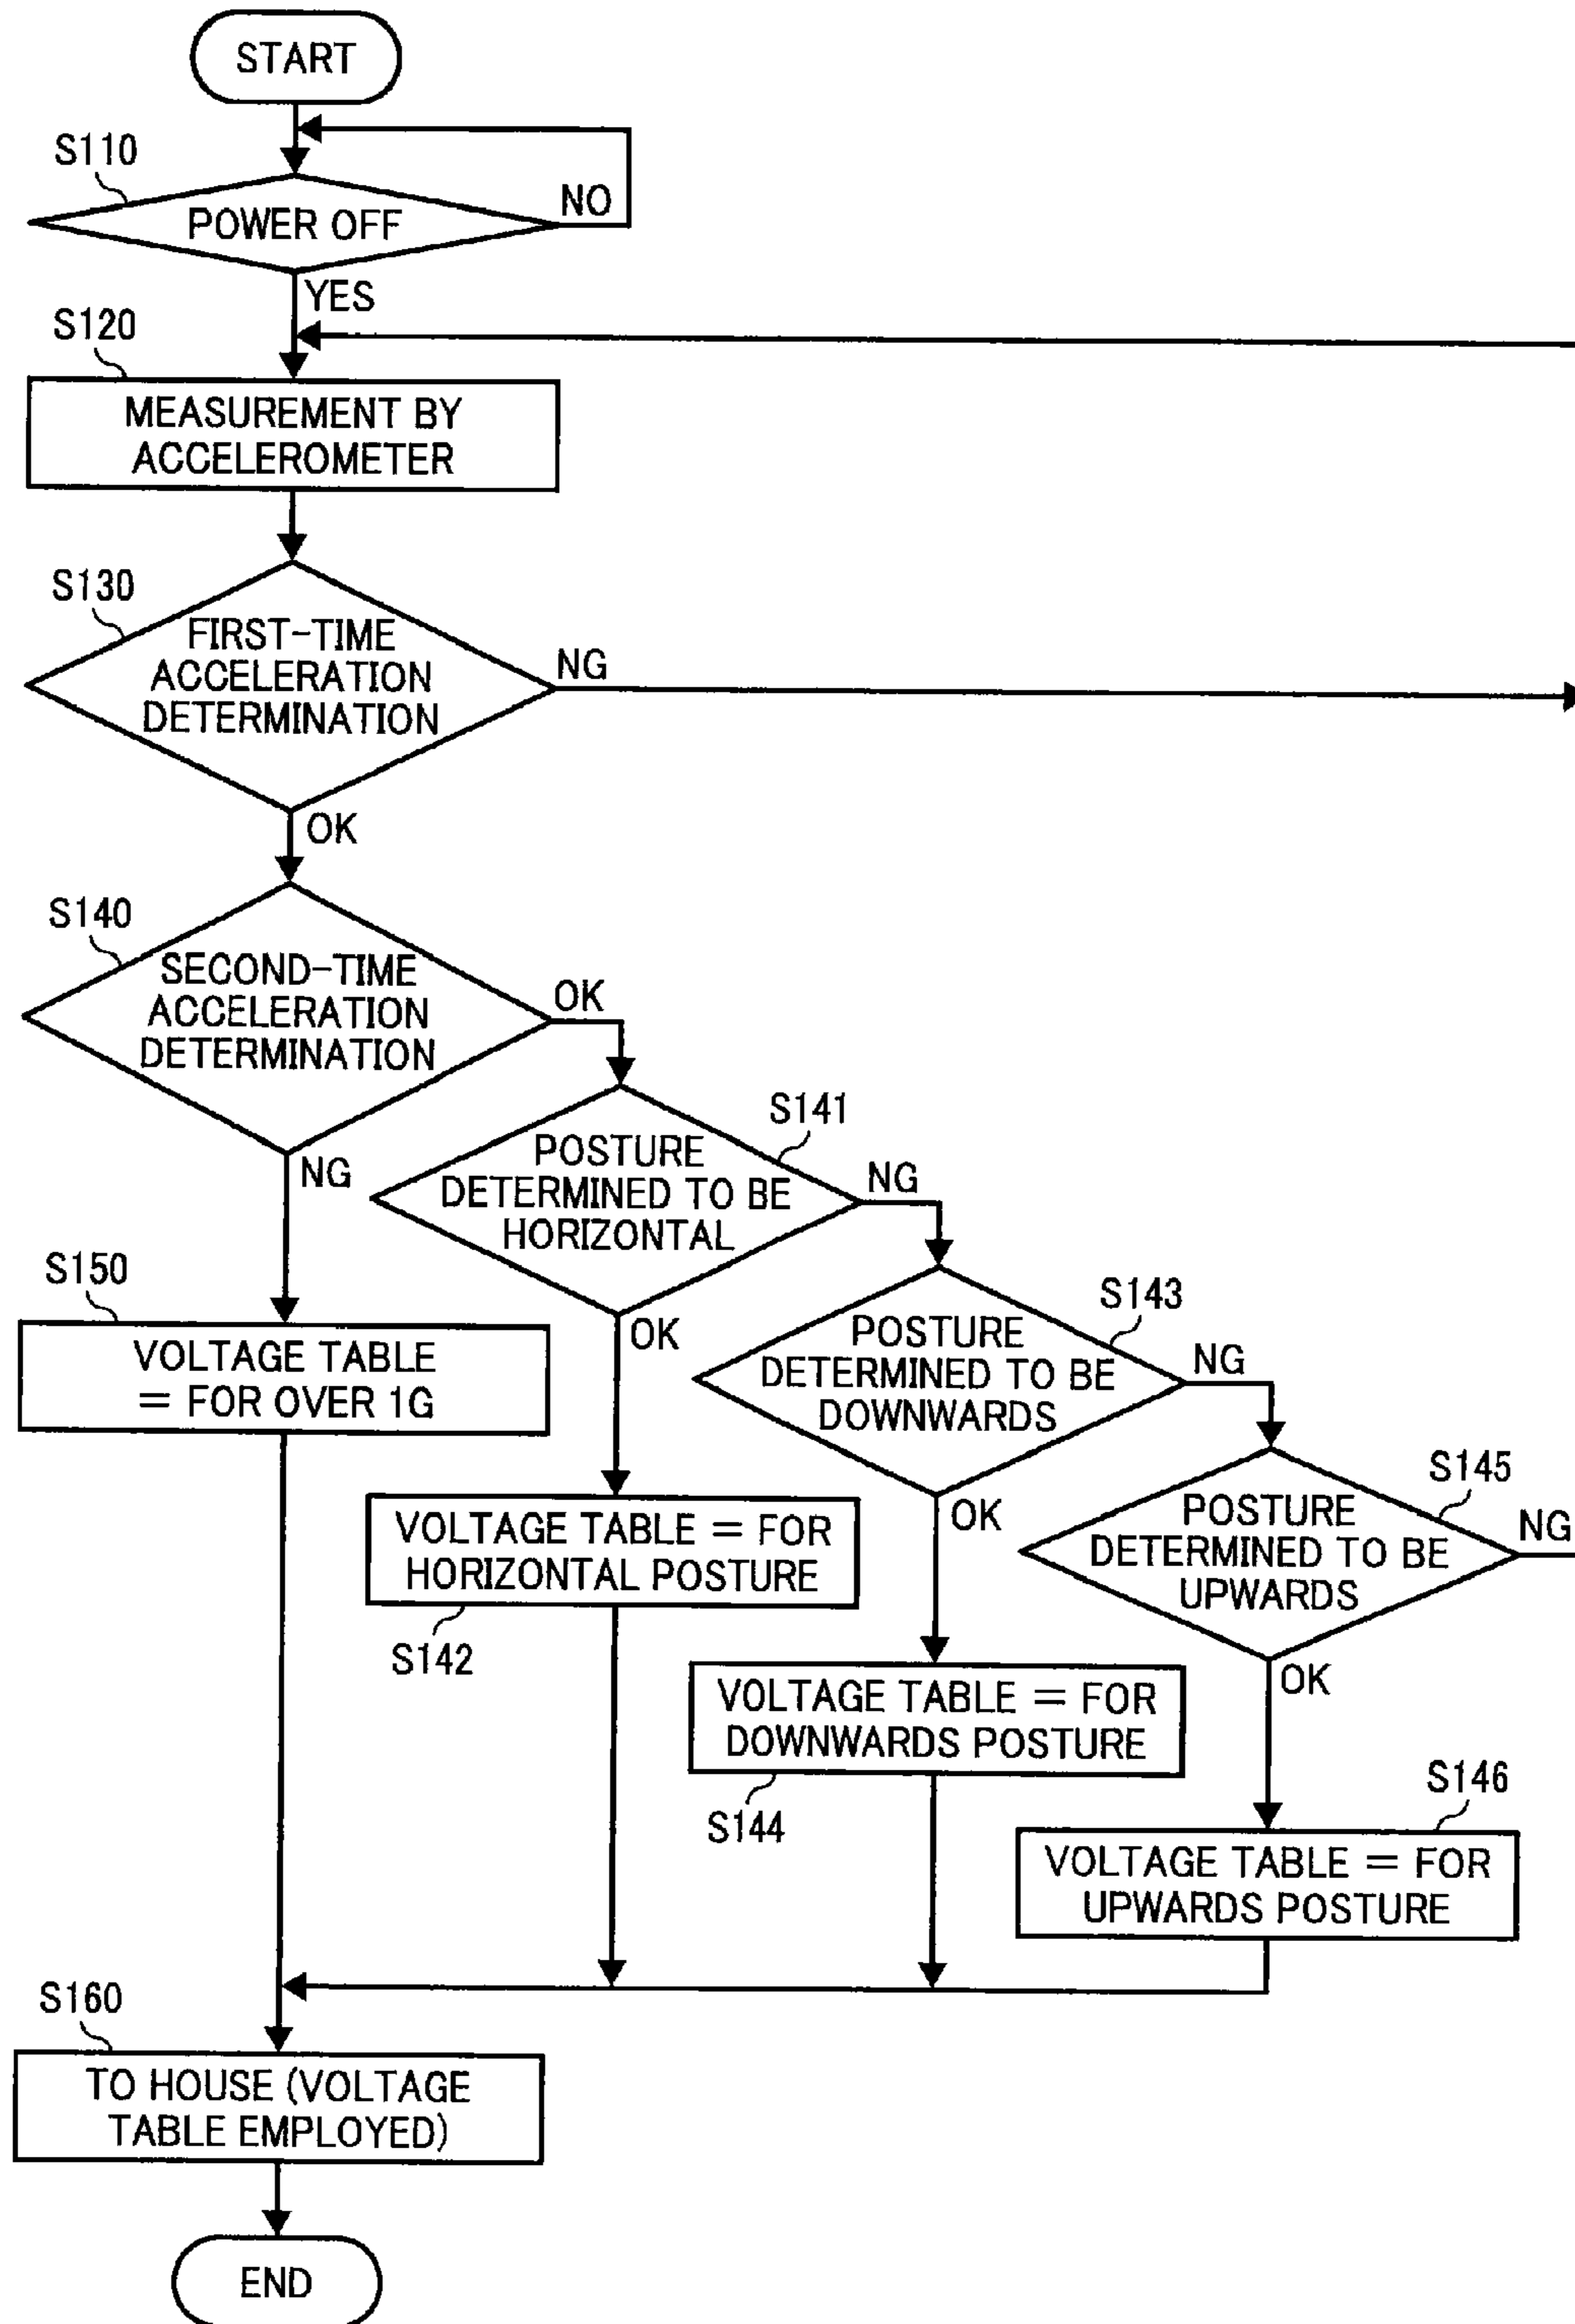 START
S110
POWER OFF
NO
YES
S120
MEASUREMENT BY
ACCELEROMETER
S130
FIRST-TIME
ACCELERATION
DETERMINATION
NG
OK
S140
SECOND-TIME
ACCELERATION
DETERMINATION
OK
NG
S141
POSTURE
DETERMINED TO BE
HORIZONTAL
NG
OK
S143
POSTURE
DETERMINED TO BE
DOWNWARDS
NG
OK
S145
POSTURE
DETERMINED TO BE
UPWARDS
NG
OK
S150
VOLTAGE TABLE
= FOR OVER 1G
VOLTAGE TABLE = FOR
HORIZONTAL POSTURE
S142
VOLTAGE TABLE = FOR
DOWNWARDS POSTURE
S144
S146
VOLTAGE TABLE = FOR
UPWARDS POSTURE
S160
TO HOUSE (VOLTAGE
TABLE EMPLOYED)
END